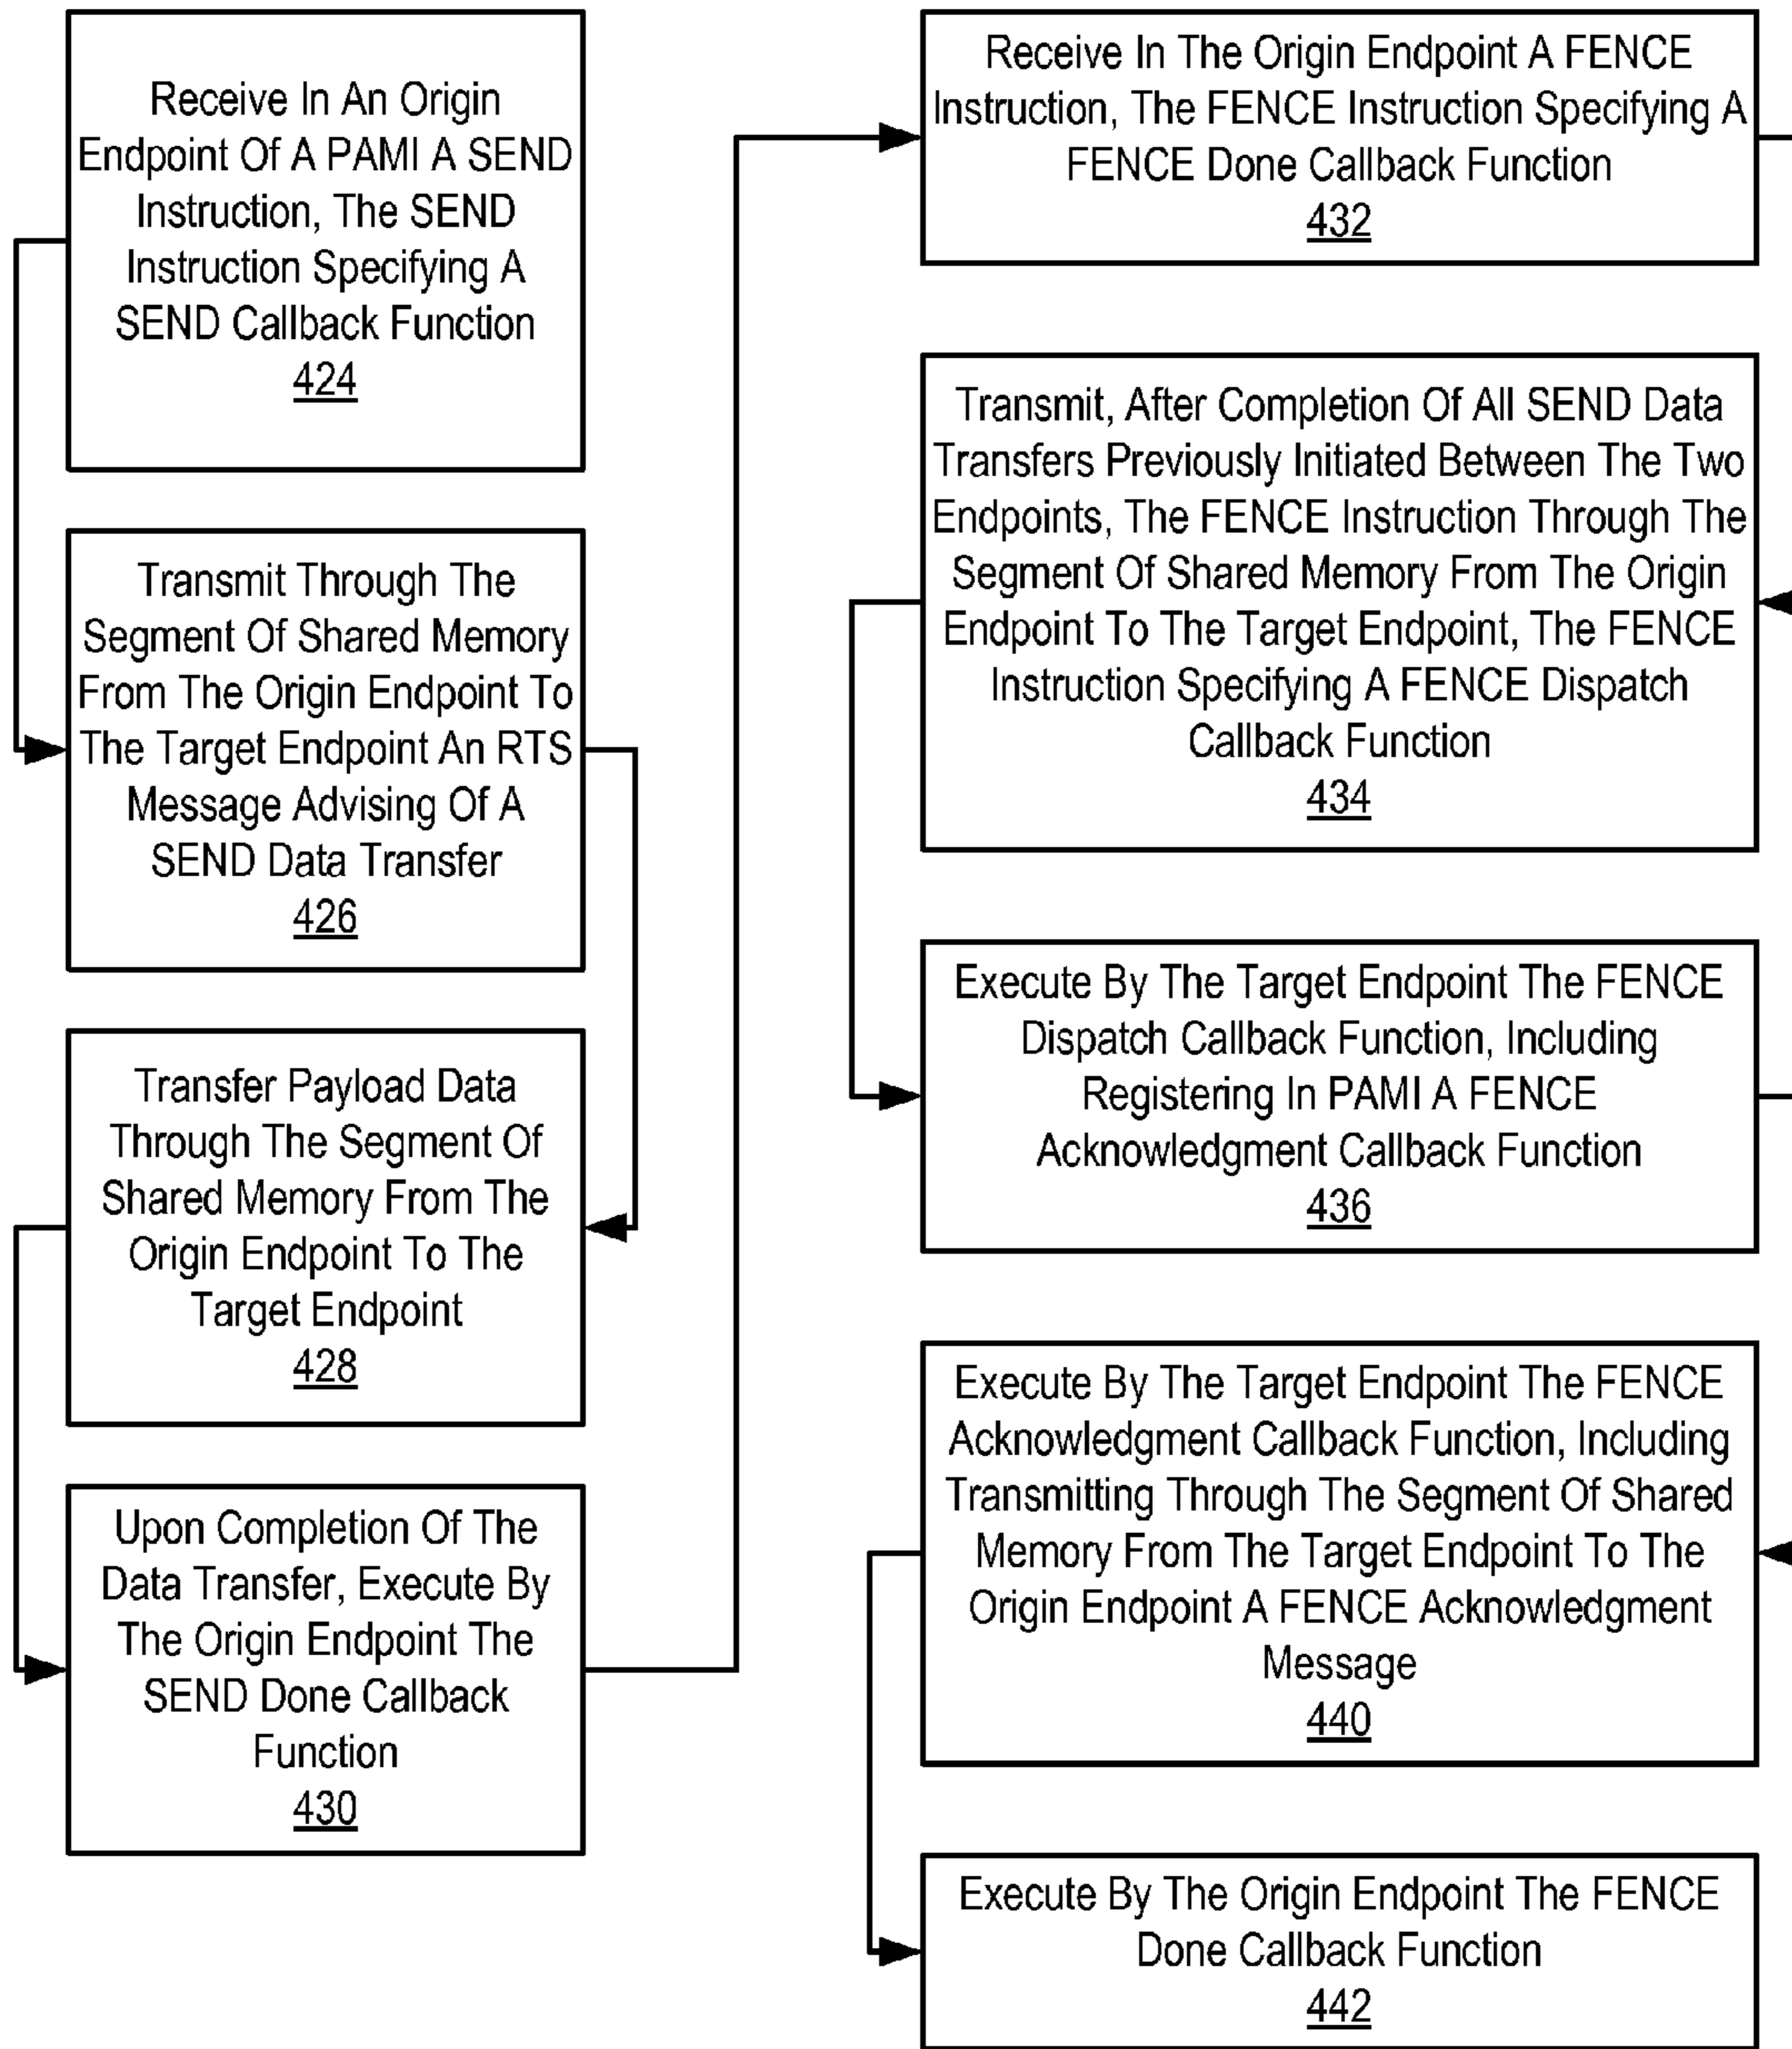 Receive In An Origin
Endpoint Of A PAMI A SEND
Instruction, The SEND
Instruction Specifying A
SEND Callback Function
424
Transmit Through The
Segment Of Shared Memory
From The Origin Endpoint To
The Target Endpoint An RTS
Message Advising Of A
SEND Data Transfer
426
Transfer Payload Data
Through The Segment Of
Shared Memory From The
Origin Endpoint To The
Target Endpoint
428
Upon Completion Of The
Data Transfer, Execute By
The Origin Endpoint The
SEND Done Callback
Function
430
Receive In The Origin Endpoint A FENCE
Instruction, The FENCE Instruction Specifying A
FENCE Done Callback Function
432
Transmit, After Completion Of All SEND Data
Transfers Previously Initiated Between The Two
Endpoints, The FENCE Instruction Through The
Segment Of Shared Memory From The Origin
Endpoint To The Target Endpoint, The FENCE
Instruction Specifying A FENCE Dispatch
Callback Function
434
Execute By The Target Endpoint The FENCE
Dispatch Callback Function, Including
Registering In PAMI A FENCE
Acknowledgment Callback Function
436
Execute By The Target Endpoint The FENCE
Acknowledgment Callback Function, Including
Transmitting Through The Segment Of Shared
Memory From The Target Endpoint To The
Origin Endpoint A FENCE Acknowledgment
Message
440
Execute By The Origin Endpoint The FENCE
Done Callback Function
442